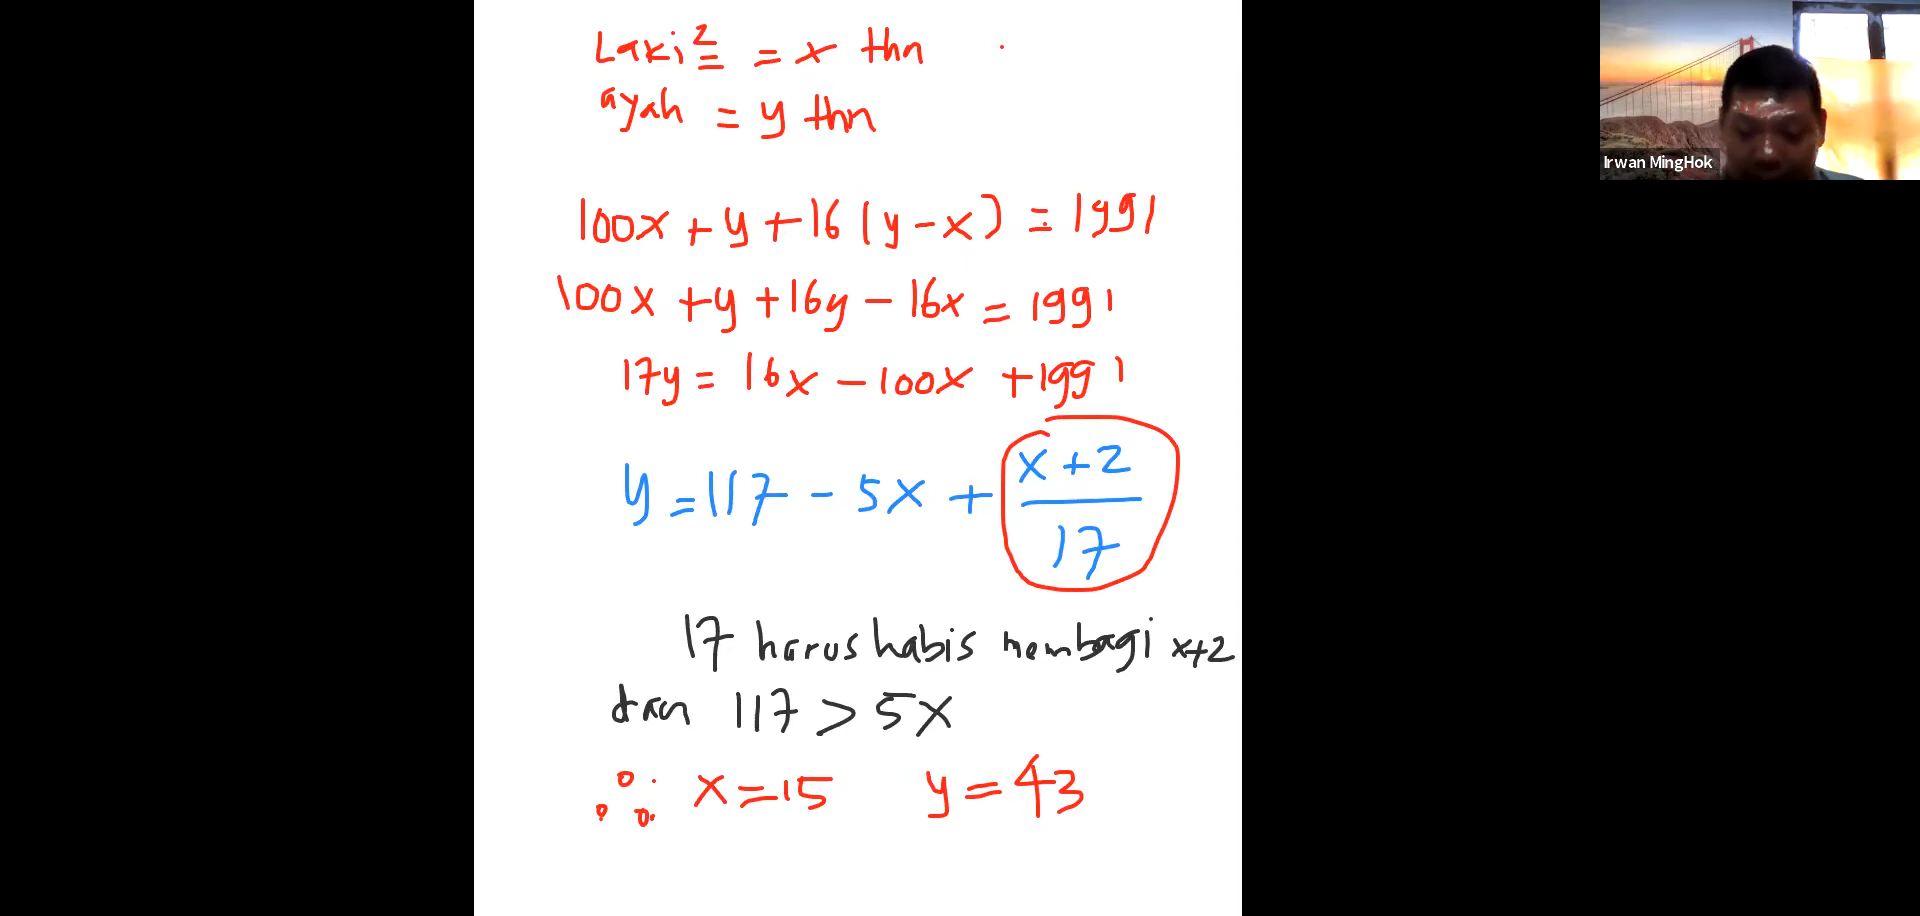 Laki² = x thn
ayah = y thn
100x + y + 16 (y - x) = 1991
100x + y + 16y - 16x = 1991
17y = 16x - 100x + 1991
y = 117 - 5x + \frac{x+2}{17}
17 harus habis membagi x+2
dan 117 > 5x
∴ x = 15 y = 43
Irwan MingHok